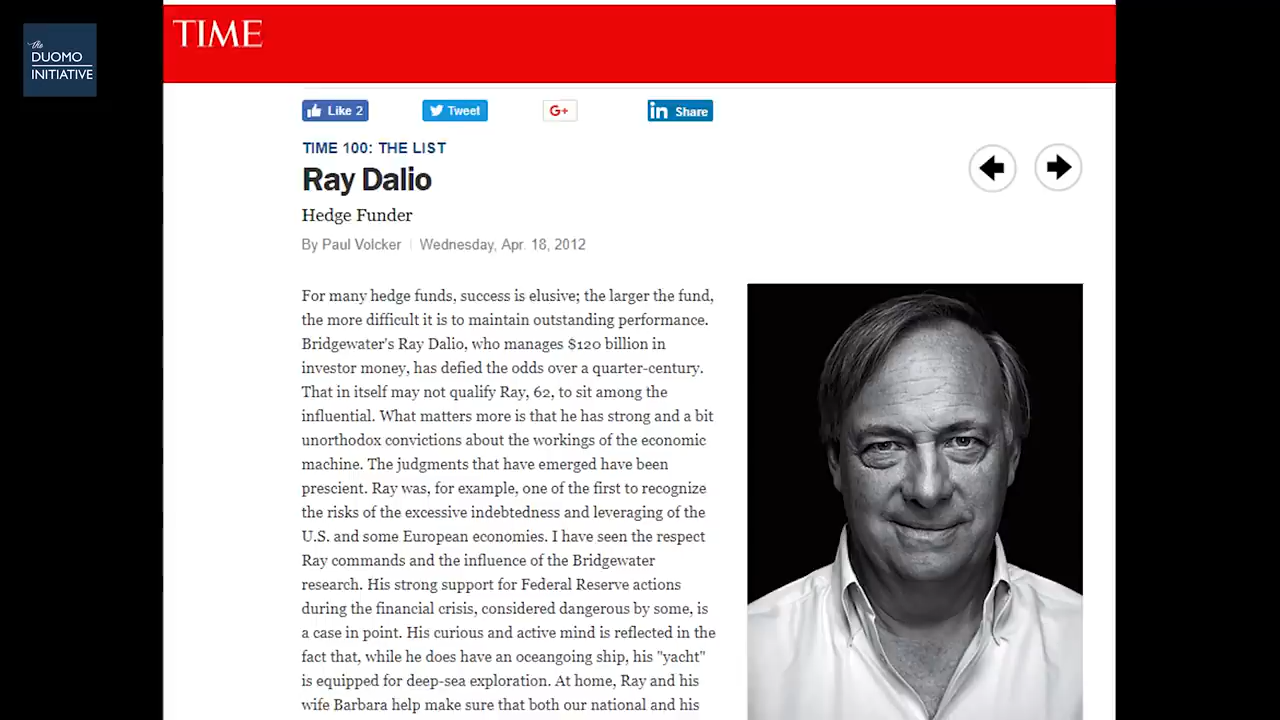 the
DUOMO
INITIATIVE
TIME
Like 2
Tweet
G+
in Share
TIME 100: THE LIST
Ray Dalio
Hedge Funder
By Paul Volcker | Wednesday, Apr. 18, 2012
For many hedge funds, success is elusive; the larger the fund,
the more difficult it is to maintain outstanding performance.
Bridgewater's Ray Dalio, who manages $120 billion in
investor money, has defied the odds over a quarter-century.
That in itself may not qualify Ray, 62, to sit among the
influential. What matters more is that he has strong and a bit
unorthodox convictions about the workings of the economic
machine. The judgments that have emerged have been
prescient. Ray was, for example, one of the first to recognize
the risks of the excessive indebtedness and leveraging of the
U.S. and some European economies. I have seen the respect
Ray commands and the influence of the Bridgewater
research. His strong support for Federal Reserve actions
during the financial crisis, considered dangerous by some, is
a case in point. His curious and active mind is reflected in the
fact that, while he does have an oceangoing ship, his "yacht"
is equipped for deep-sea exploration. At home, Ray and his
wife Barbara help make sure that both our national and his